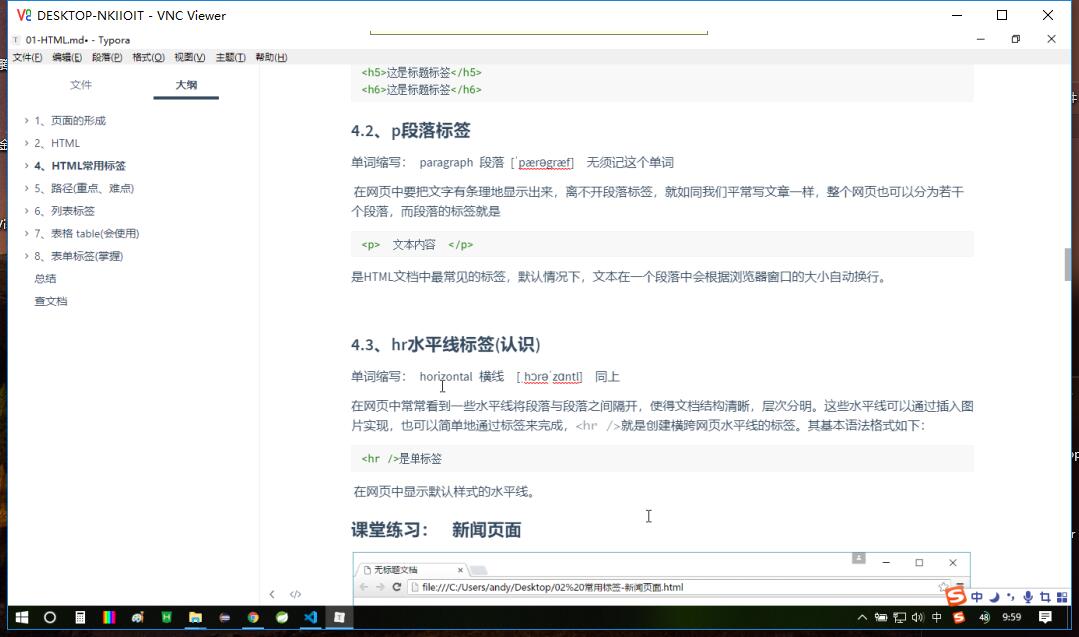 DESKTOP-NKIIOIT - VNC Viewer
01-HTML.md• - Typora
文件(F) 编辑(E) 段落(P) 格式(O) 视图(V) 主题(T) 帮助(H)
文件 大纲
1、页面的形成
2、HTML
4、HTML常用标签
5、路径(重点、难点)
6、列表标签
7、表格 table(会使用)
8、表单标签(掌握)
总结
查文档
<h5>这是标题标签</h5>
<h6>这是标题标签</h6>
4.2、p段落标签
单词缩写： paragraph 段落 [ˈpærəgræf] 无须记这个单词
在网页中要把文字有条理地显示出来，离不开段落标签，就如同我们平常写文章一样，整个网页也可以分为若干
个段落，而段落的标签就是
<p> 文本内容 </p>
是HTML文档中最常见的标签，默认情况下，文本在一个段落中会根据浏览器窗口的大小自动换行。
4.3、hr水平线标签(认识)
单词缩写： horizontal 横线 [ˌhɔrəˈzɑntl] 同上
在网页中常常看到一些水平线将段落与段落之间隔开，使得文档结构清晰，层次分明。这些水平线可以通过插入图
片实现，也可以简单地通过标签来完成，<hr />就是创建横跨网页水平线的标签。其基本语法格式如下：
<hr />是单标签
在网页中显示默认样式的水平线。
课堂练习： 新闻页面
无标题文档
file:///C:/Users/andy/Desktop/02%20常用标签-新闻页面.html
中
中 48 9:59